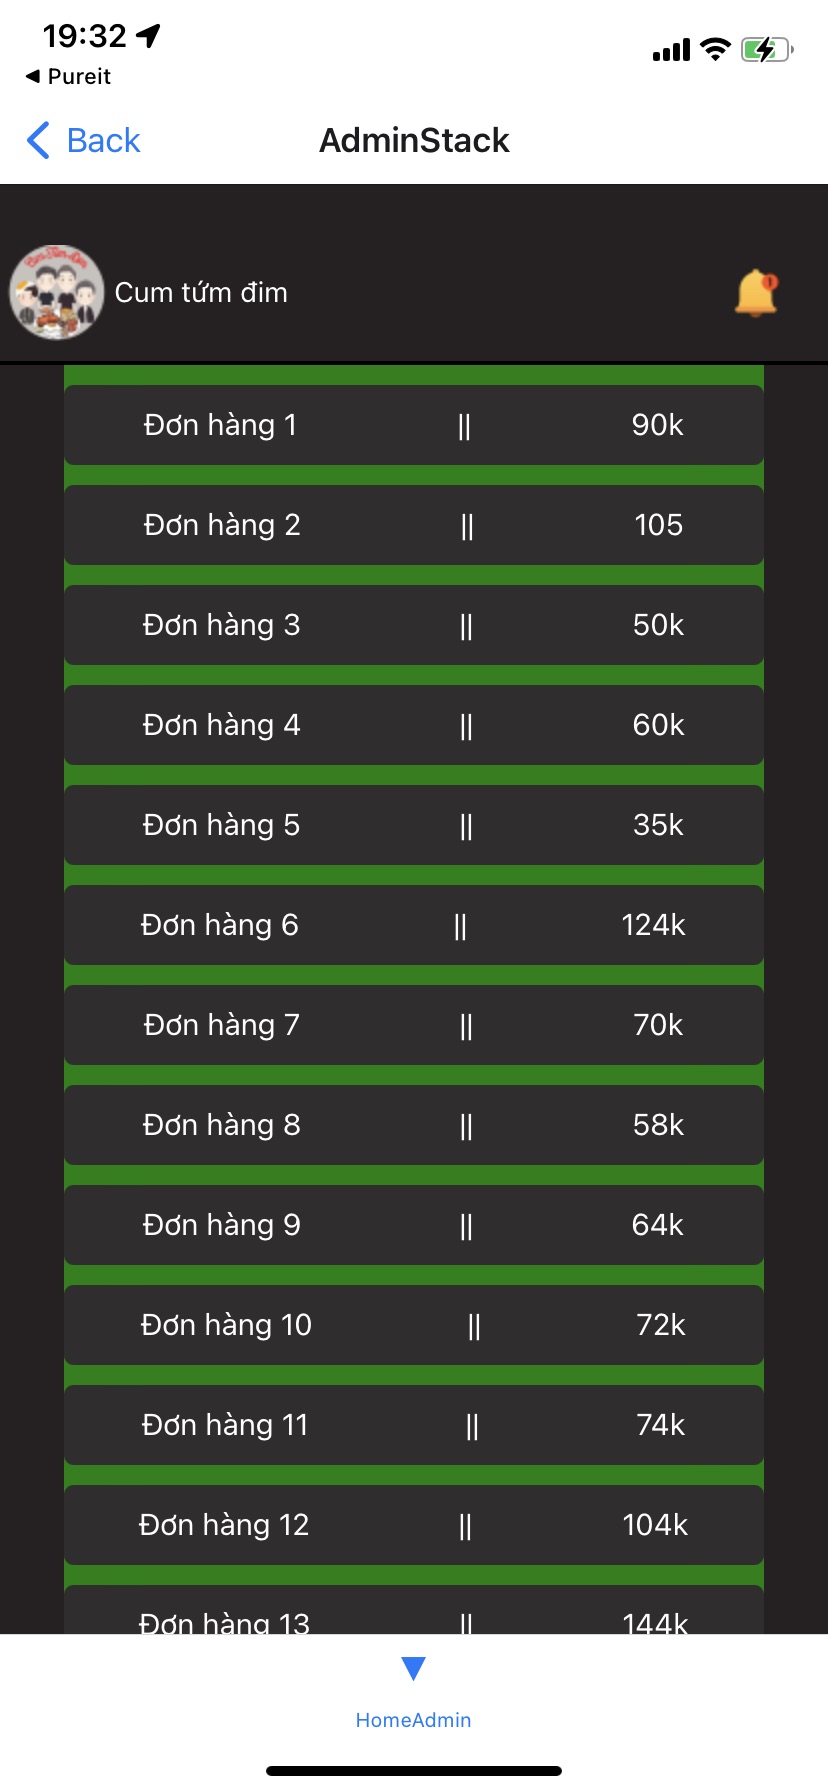 19:32
◀ Pureit
Back AdminStack
Cum tứm đim
Đơn hàng 1 || 90k
Đơn hàng 2 || 105
Đơn hàng 3 || 50k
Đơn hàng 4 || 60k
Đơn hàng 5 || 35k
Đơn hàng 6 || 124k
Đơn hàng 7 || 70k
Đơn hàng 8 || 58k
Đơn hàng 9 || 64k
Đơn hàng 10 || 72k
Đơn hàng 11 || 74k
Đơn hàng 12 || 104k
Đơn hàng 13 || 144k
HomeAdmin